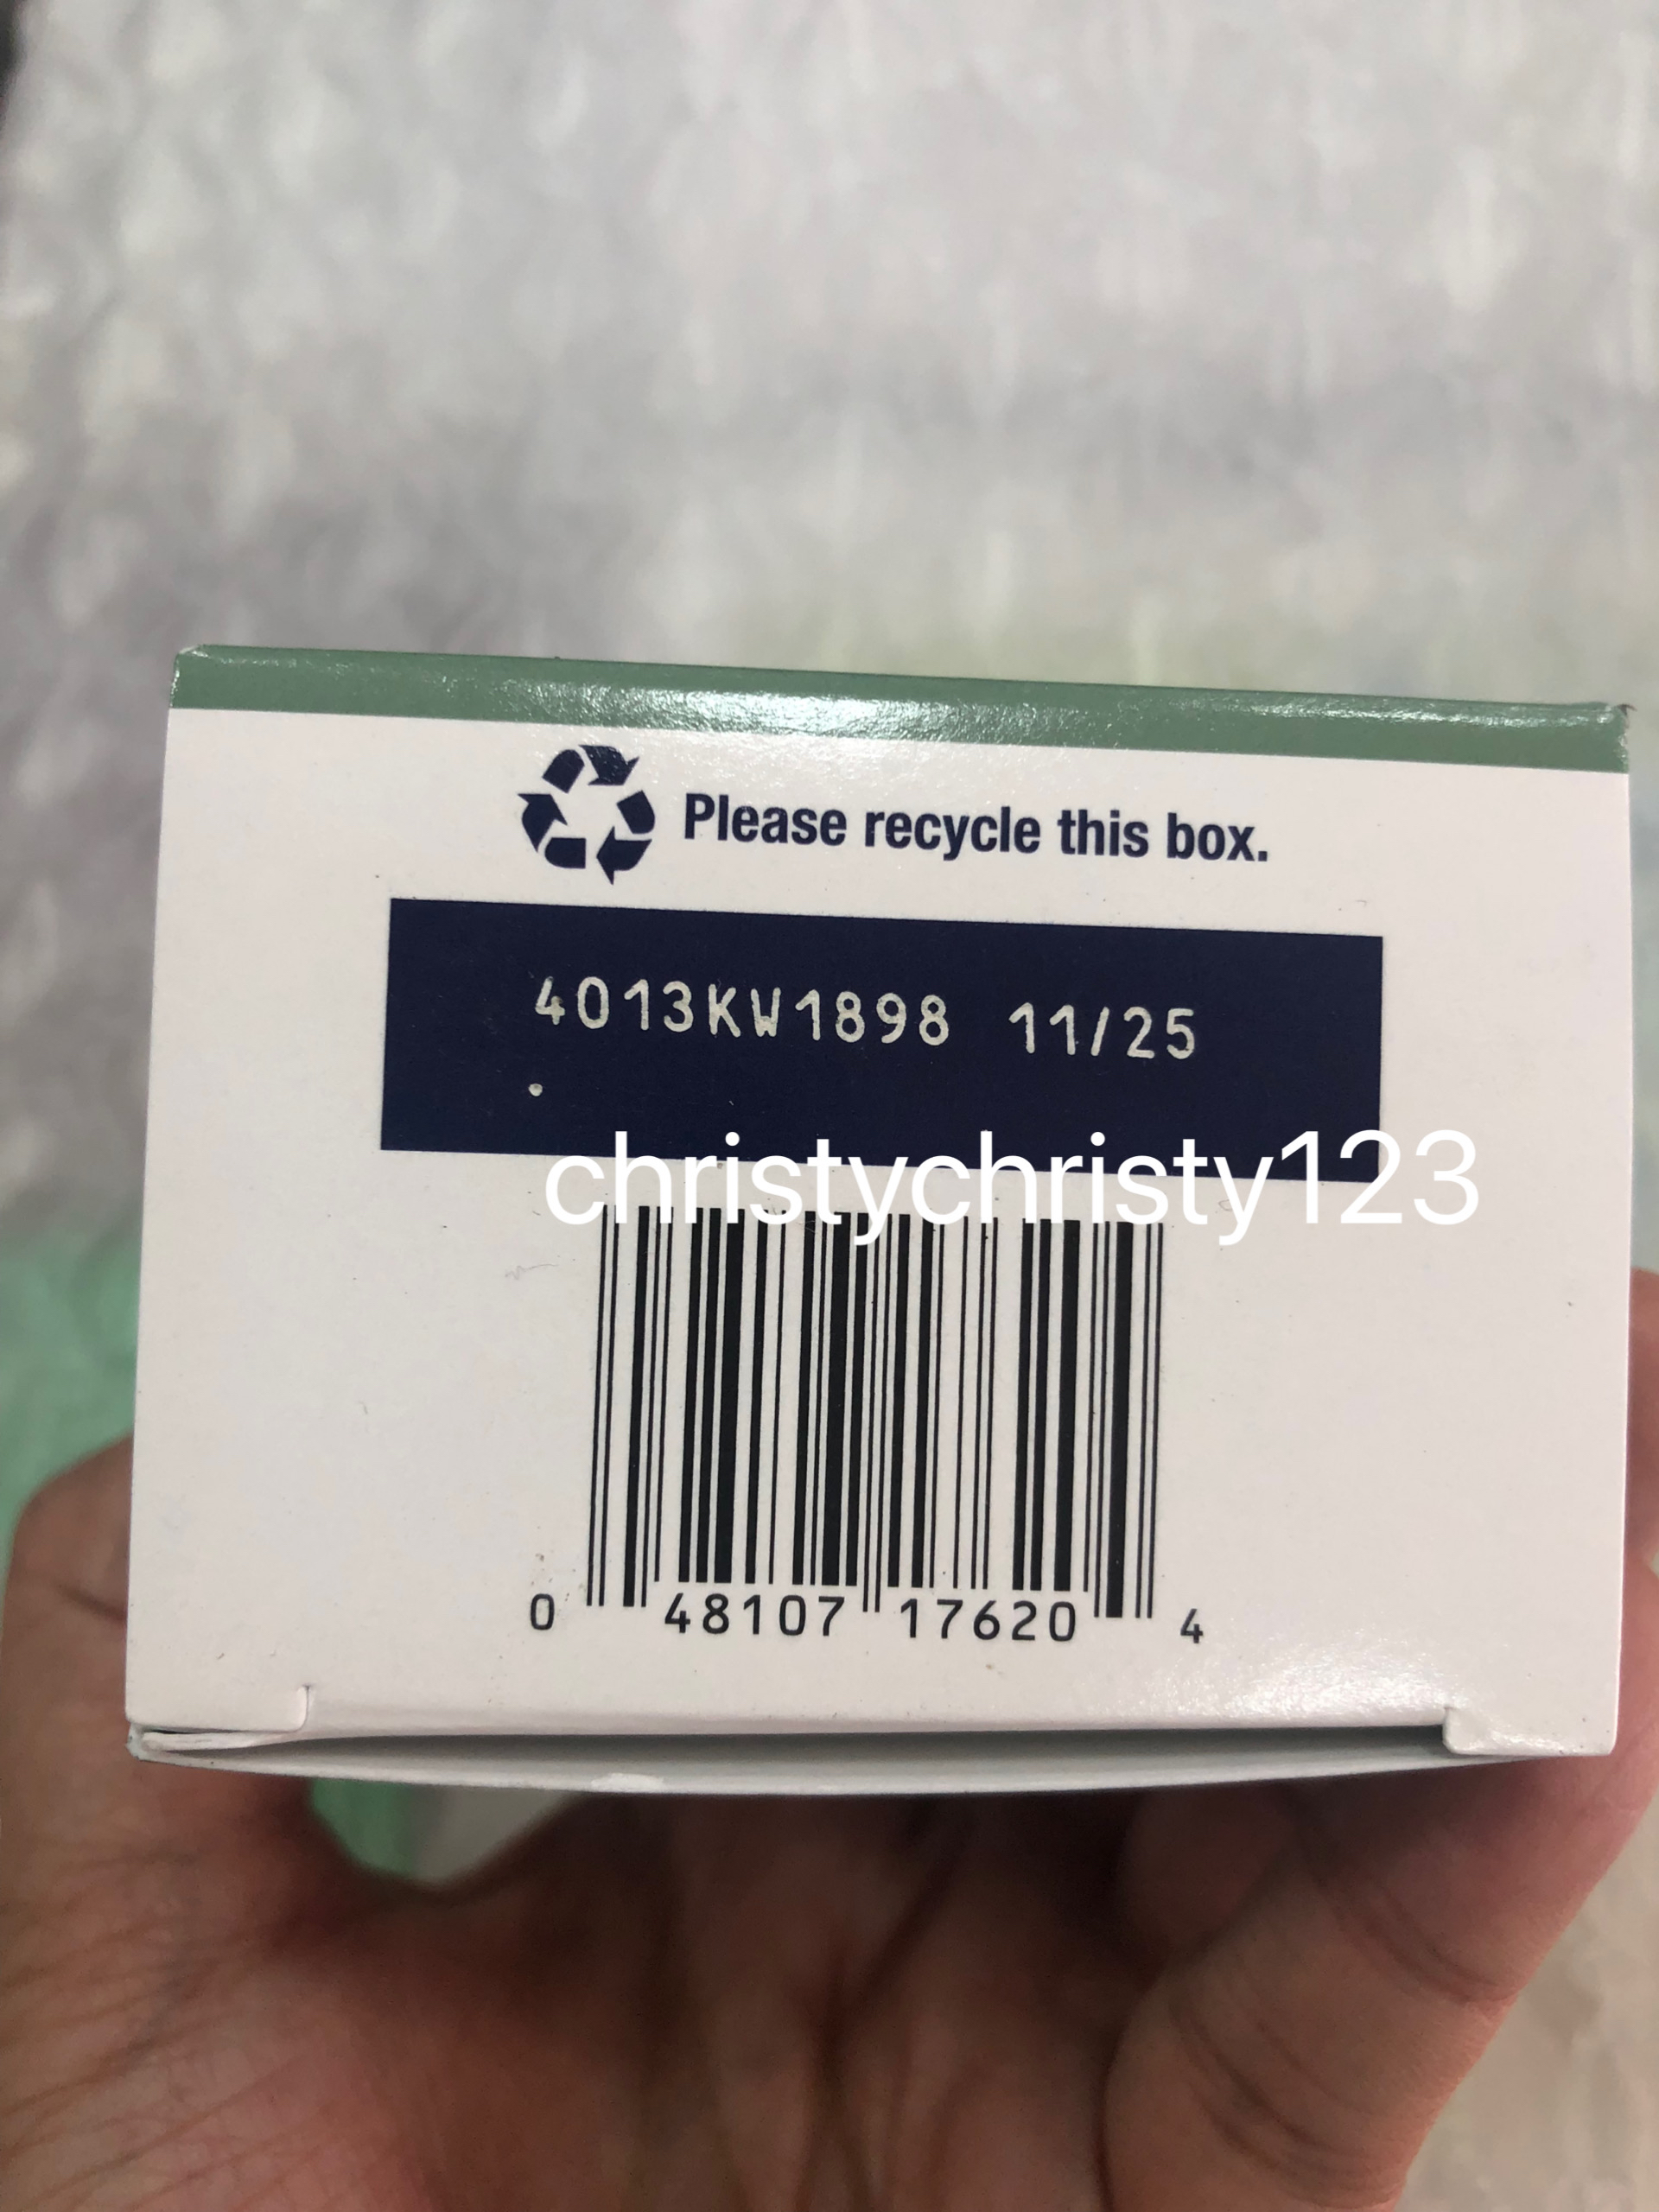 Please recycle this box.
4013KW1898 11/25
.
christychristy123
0 48107 17620 4